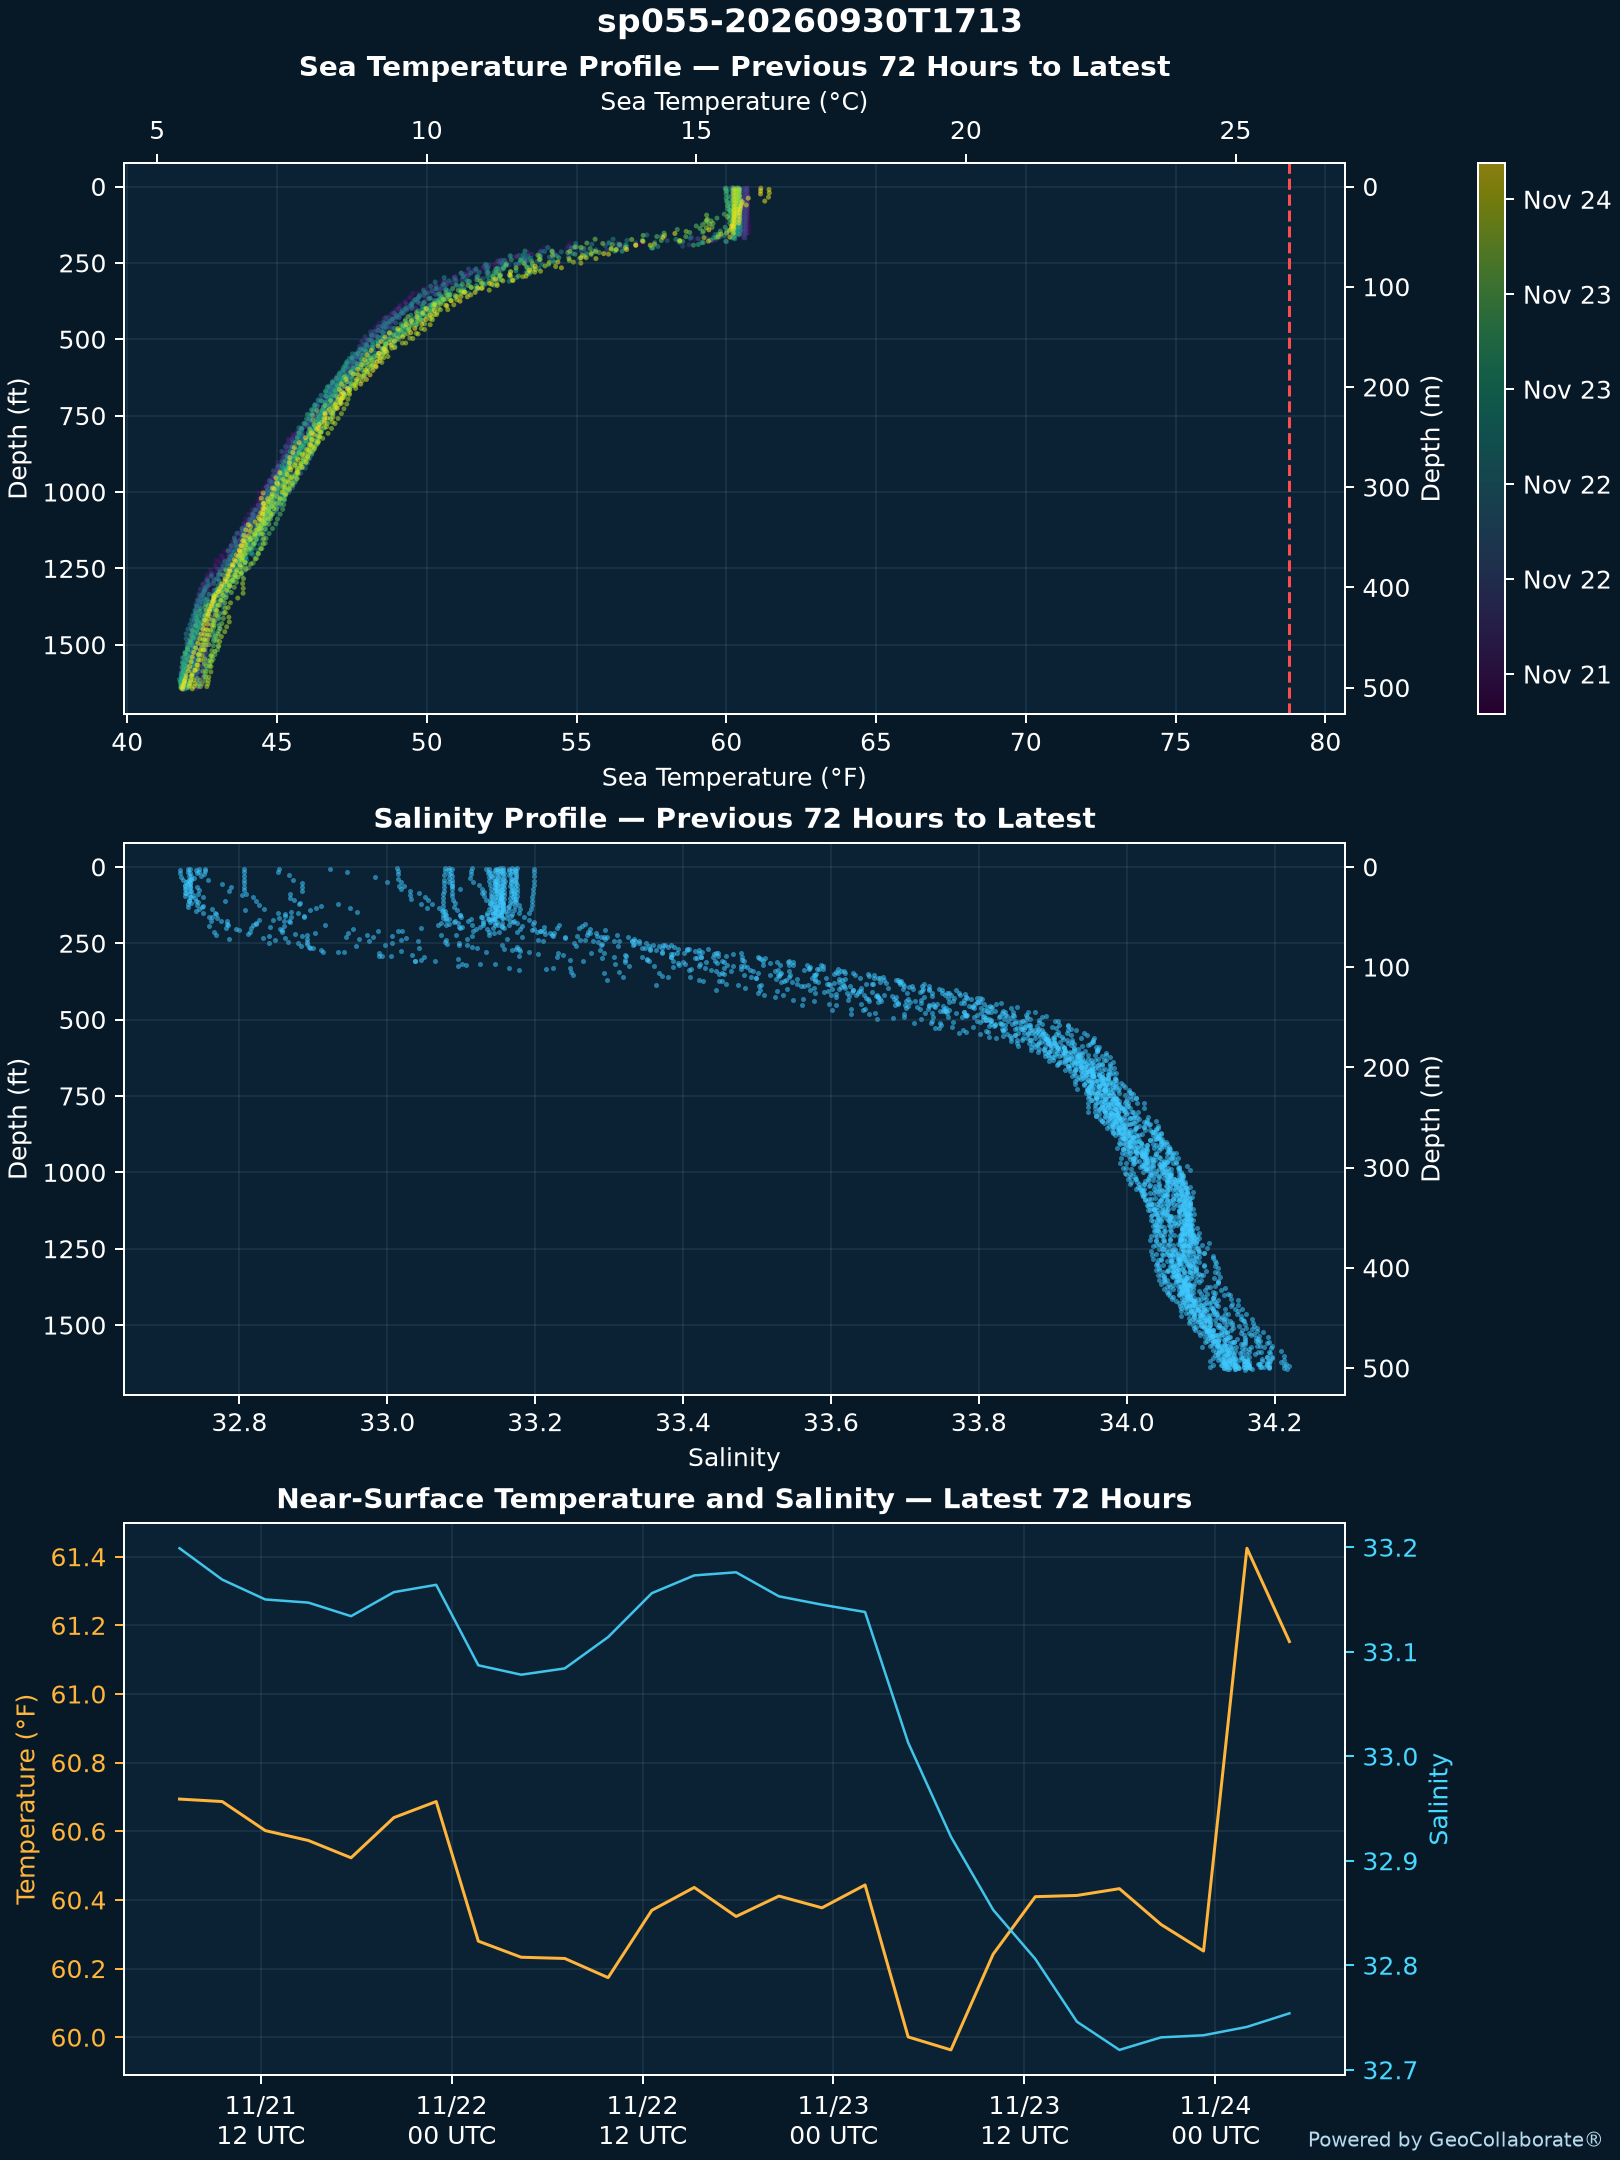 sp055-20260930T1713
Sea Temperature Profile — Previous 72 Hours to Latest
Sea Temperature (°C)
5 10 15 20 25
0 250 500 750 1000 1250 1500
Depth (ft)
0 100 200 300 400 500
Depth (m)
Nov 24
Nov 23
Nov 23
Nov 22
Nov 22
Nov 21
40 45 50 55 60 65 70 75 80
Sea Temperature (°F)
Salinity Profile — Previous 72 Hours to Latest
0 250 500 750 1000 1250 1500
Depth (ft)
0 100 200 300 400 500
Depth (m)
32.8 33.0 33.2 33.4 33.6 33.8 34.0 34.2
Salinity
Near-Surface Temperature and Salinity — Latest 72 Hours
61.4 61.2 61.0 60.8 60.6 60.4 60.2 60.0
Temperature (°F)
33.2 33.1 33.0 32.9 32.8 32.7
Salinity
11/21 11/22 11/22 11/23 11/23 11/24
12 UTC 00 UTC 12 UTC 00 UTC 12 UTC 00 UTC
Powered by GeoCollaborate®